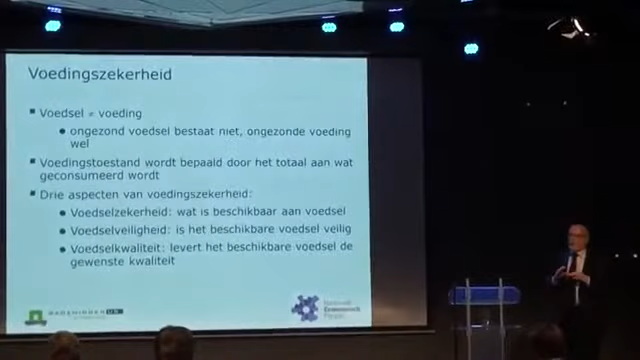 Voedingszekerheid
Voedsel ≠ voeding
ongezond voedsel bestaat niet, ongezonde voeding
wel
Voedingstoestand wordt bepaald door het totaal aan wat
geconsumeerd wordt
Drie aspecten van voedingszekerheid:
Voedselzekerheid: wat is beschikbaar aan voedsel
Voedselveiligheid: is het beschikbare voedsel veilig
Voedselkwaliteit: levert het beschikbare voedsel de
gewenste kwaliteit
WAGENINGEN UR